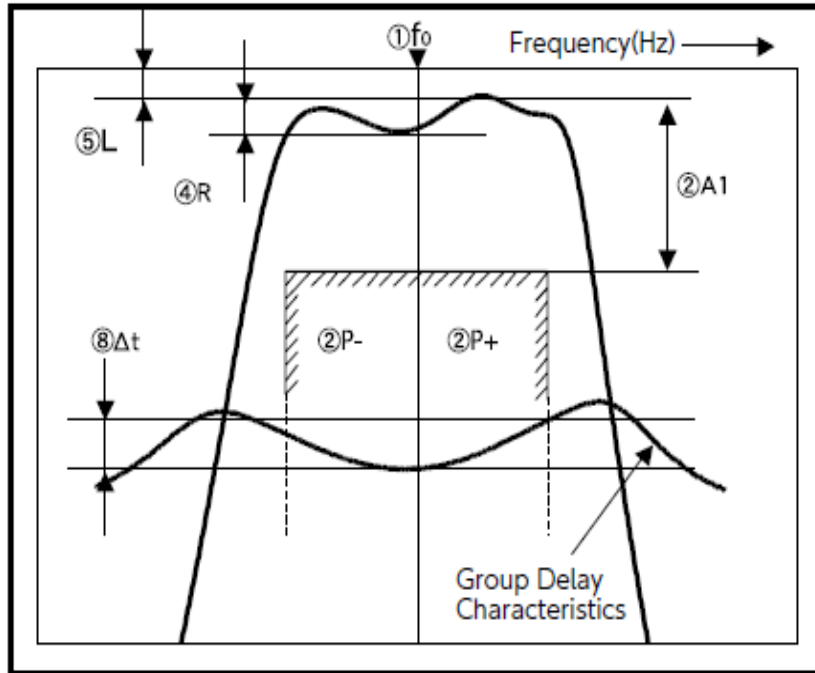 ①f₀
Frequency(Hz)
⑤L
④R
②A1
②P-
②P+
⑧Δt
Group Delay
Characteristics